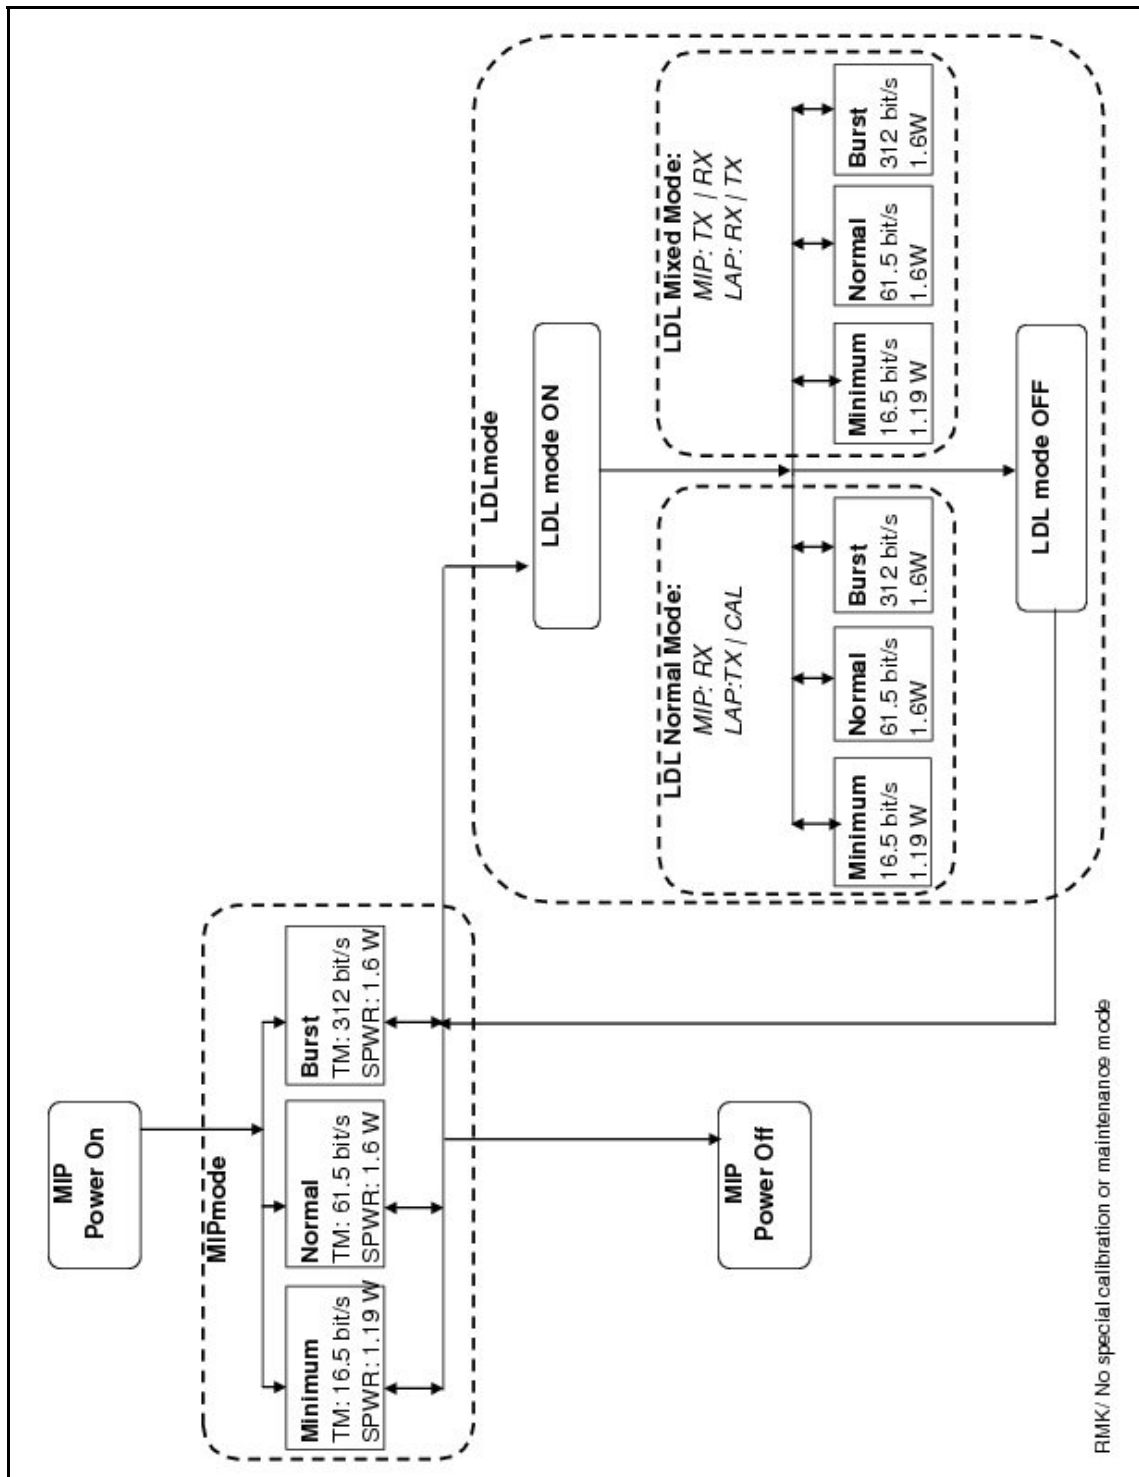 MIP
Power On
MIPmode
Minimum
TM: 16.5 bit/s
SPWR: 1.19 W
Normal
TM: 61.5 bit/s
SPWR: 1.6 W
Burst
TM: 312 bit/s
SPWR: 1.6 W
MIP
Power Off
LDLmode
LDL mode ON
LDL Normal Mode:
MIP: RX
LAP:TX | CAL
Minimum
16.5 bit/s
1.19 W
Normal
61.5 bit/s
1.6W
Burst
312 bit/s
1.6W
LDL Mixed Mode:
MIP: TX | RX
LAP: RX | TX
Minimum
16.5 bit/s
1.19 W
Normal
61.5 bit/s
1.6W
Burst
312 bit/s
1.6W
LDL mode OFF
RMK/ No special calibration or maintenance mode